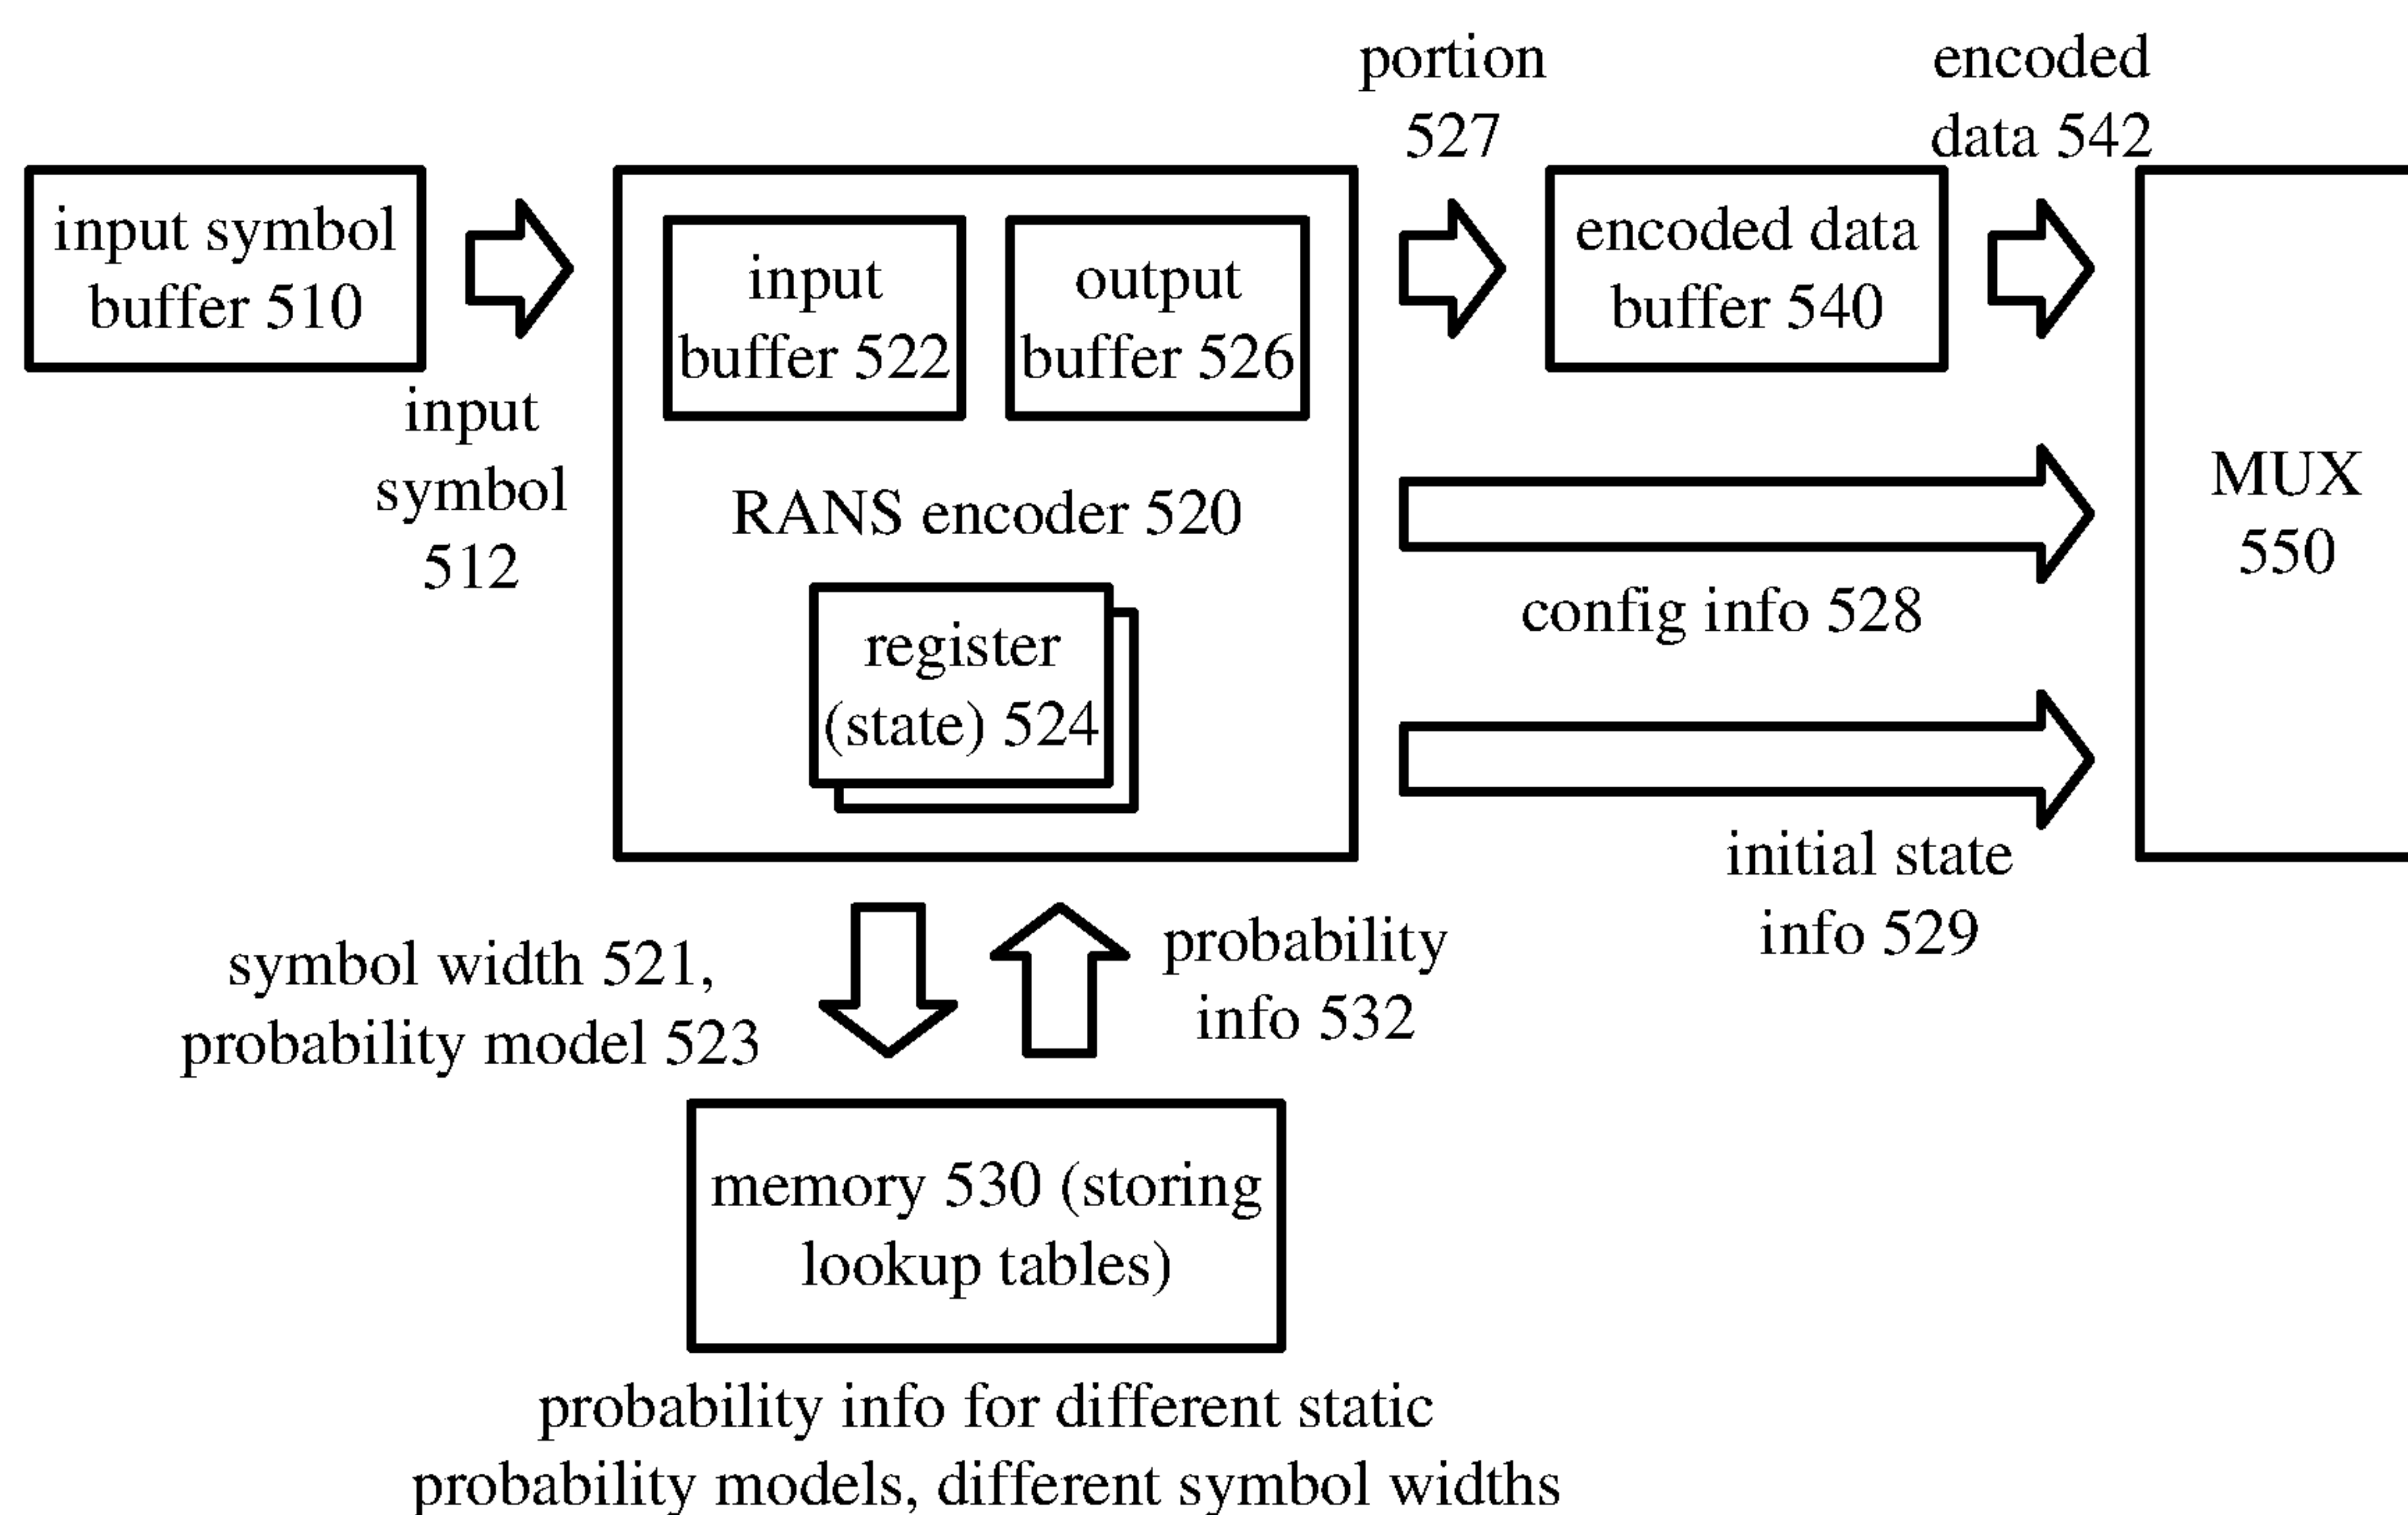 portion
527
encoded
data 542
input symbol
buffer 510
input
symbol
512
input
buffer 522
output
buffer 526
RANS encoder 520
register
(state) 524
encoded data
buffer 540
MUX
550
config info 528
initial state
info 529
symbol width 521,
probability model 523
probability
info 532
memory 530 (storing
lookup tables)
probability info for different static
probability models, different symbol widths